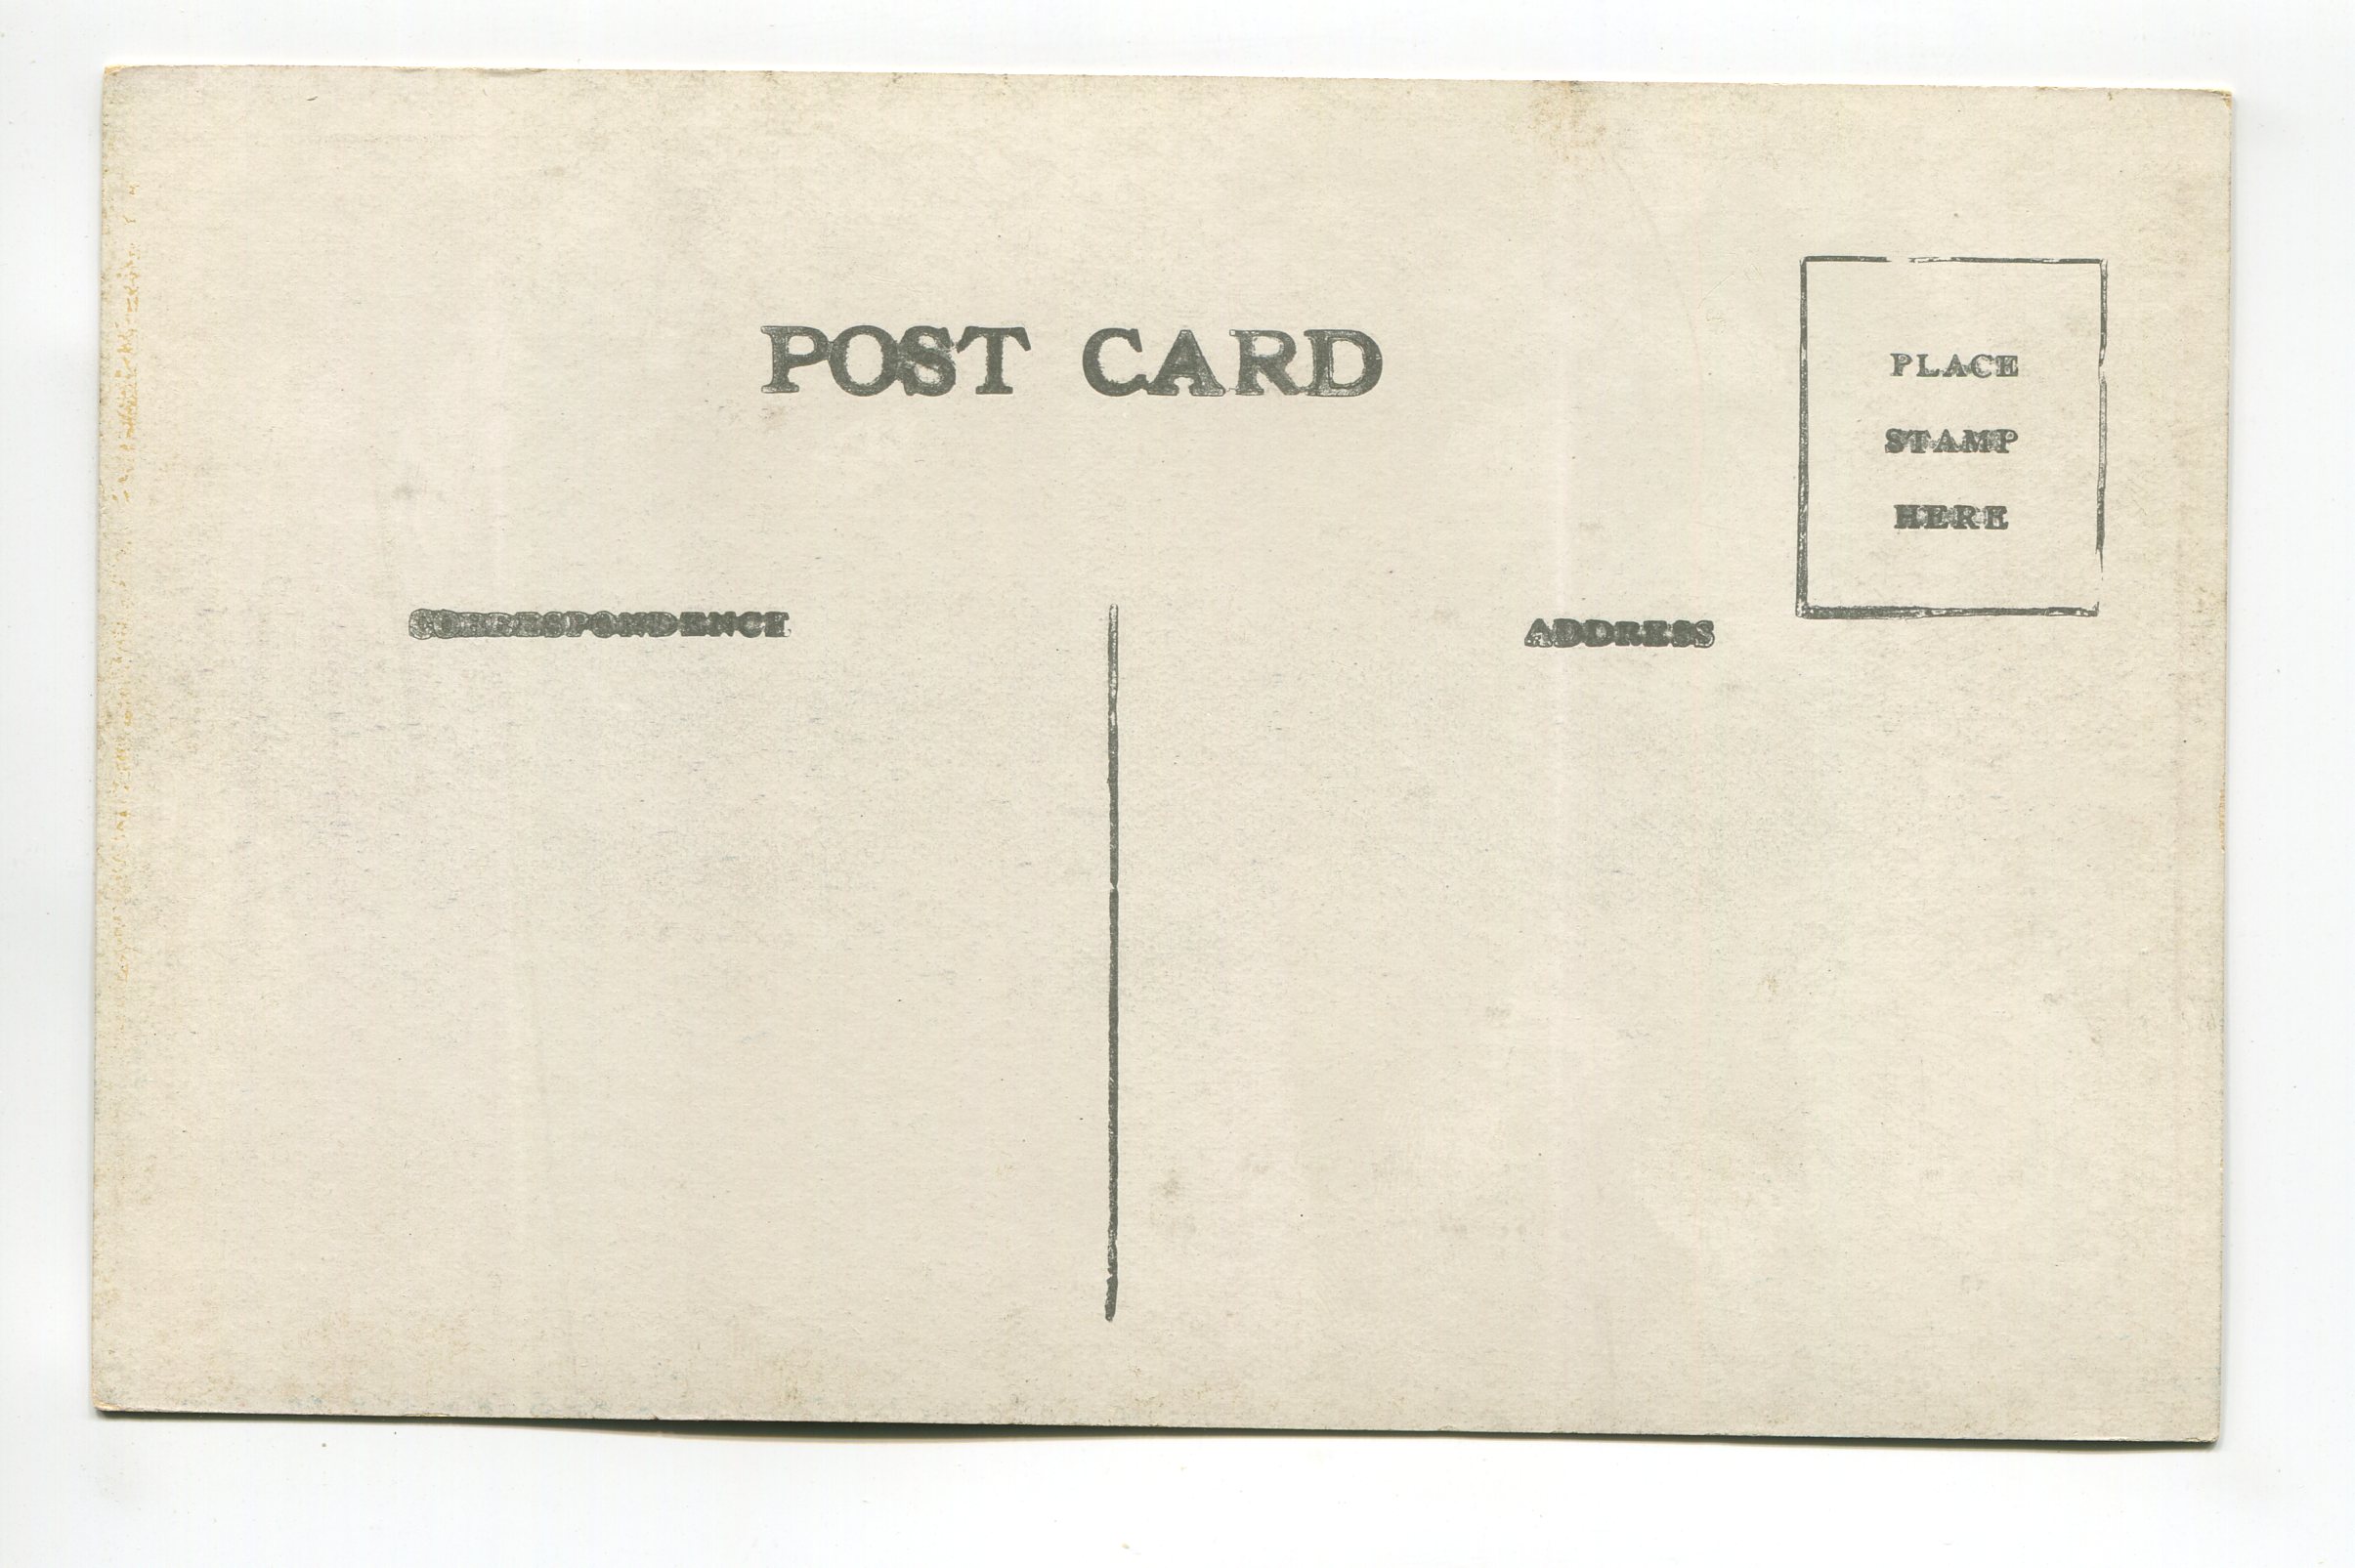 POST CARD
PLACE
STAMP
HERE
CORRESPONDENCE
ADDRESS